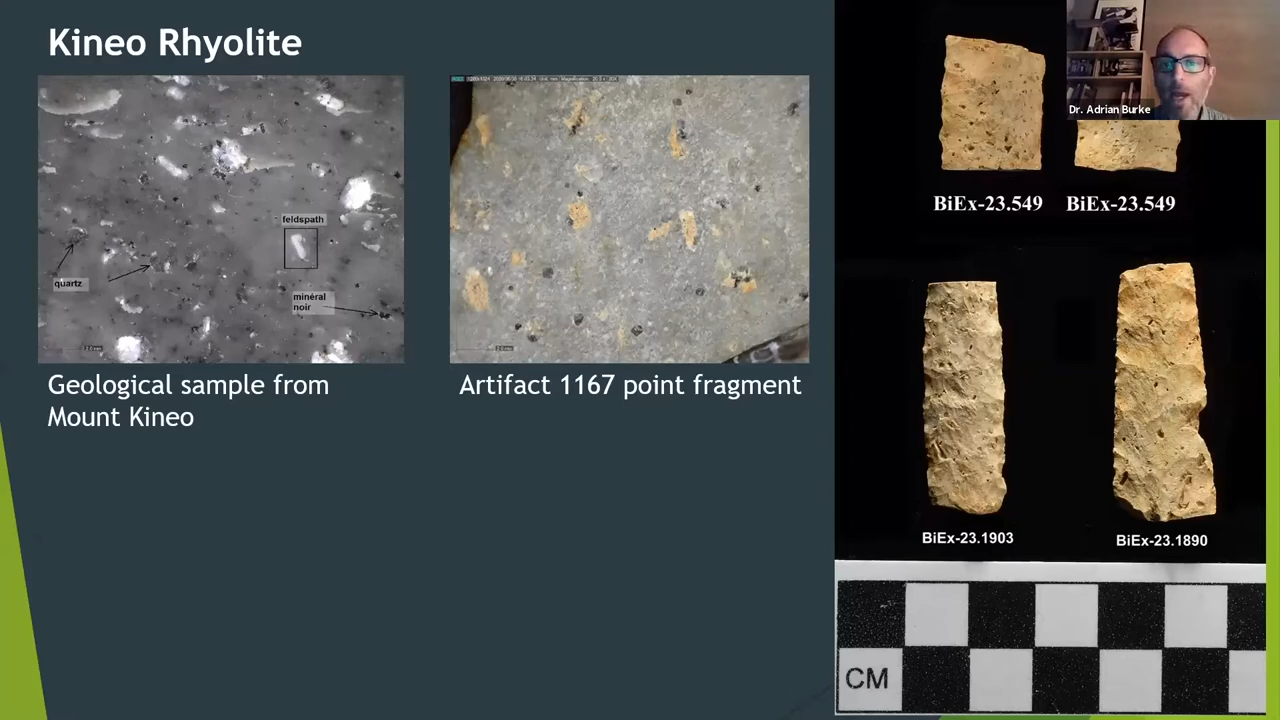 Kineo Rhyolite
feldspath
quartz
minéral
noir
Geological sample from
Mount Kineo
Artifact 1167 point fragment
Dr. Adrian Burke
BiEx-23.549
BiEx-23.549
BiEx-23.1903
BiEx-23.1890
CM